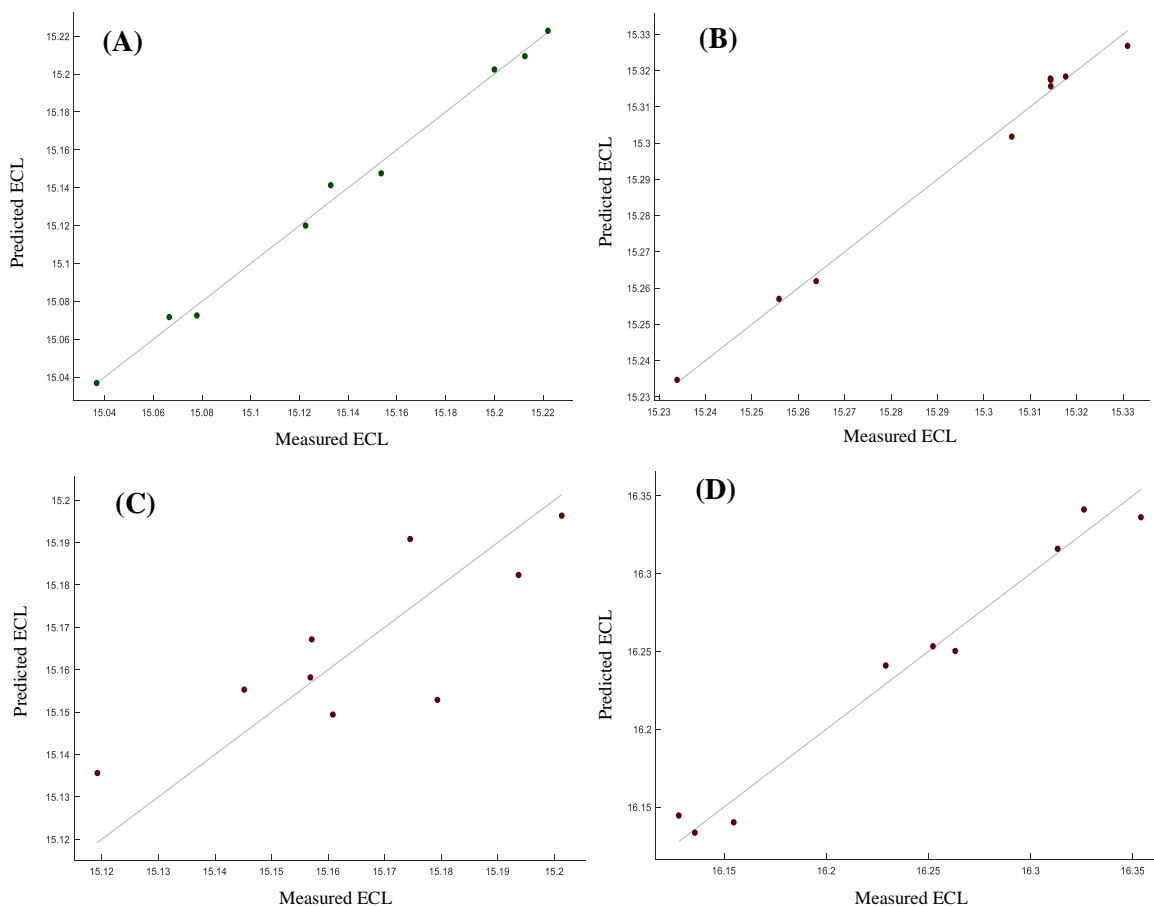 (A)
15.22
15.2
15.18
15.16
15.14
15.12
15.1
15.08
15.06
15.04
Predicted ECL
15.04 15.06 15.08 15.1 15.12 15.14 15.16 15.18 15.2 15.22
Measured ECL
(B)
15.33
15.32
15.31
15.3
15.29
15.28
15.27
15.26
15.25
15.24
15.23
Predicted ECL
15.23 15.24 15.25 15.26 15.27 15.28 15.29 15.3 15.31 15.32 15.33
Measured ECL
(C)
15.2
15.19
15.18
15.17
15.16
15.15
15.14
15.13
15.12
Predicted ECL
15.12 15.13 15.14 15.15 15.16 15.17 15.18 15.19 15.2
Measured ECL
(D)
16.35
16.3
16.25
16.2
16.15
Predicted ECL
16.15 16.2 16.25 16.3 16.35
Measured ECL